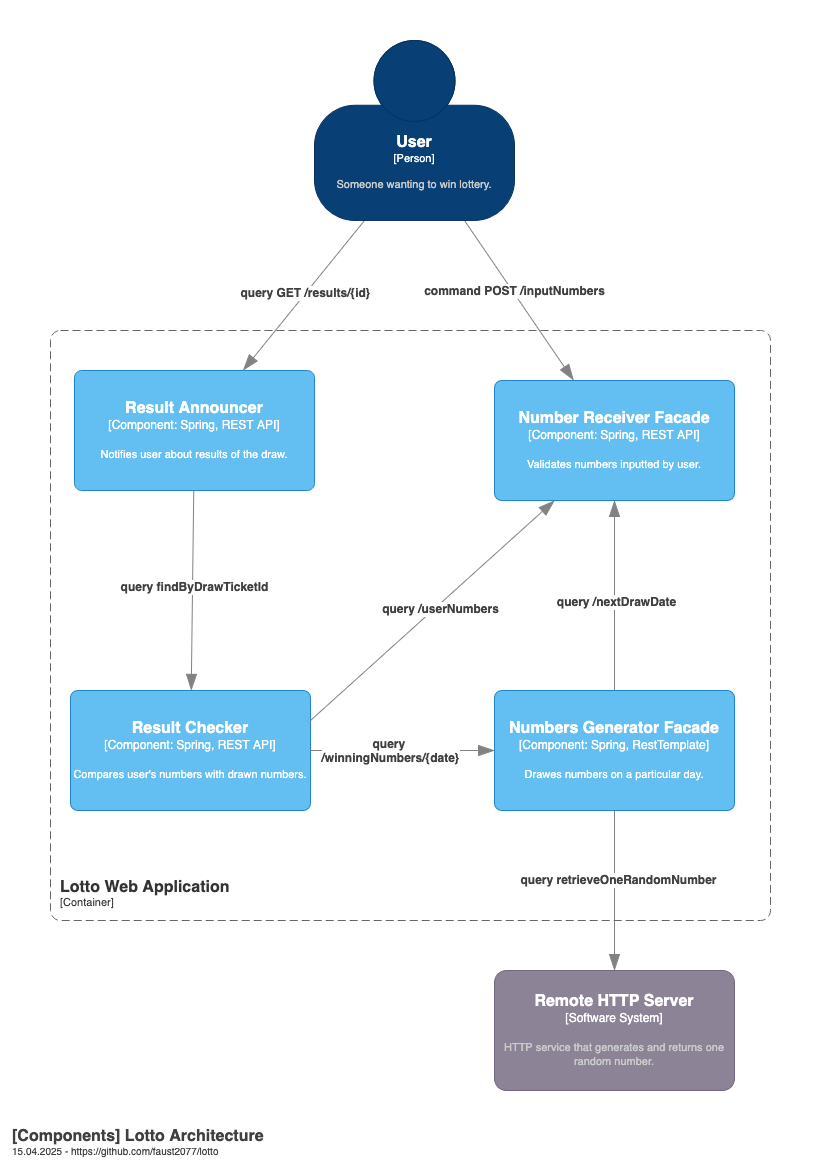 User
[Person]
Someone wanting to win lottery.
query GET /results/{id}
command POST /inputNumbers
Result Announcer
[Component: Spring, REST API]
Notifies user about results of the draw.
Number Receiver Facade
[Component: Spring, REST API]
Validates numbers inputted by user.
query findByDrawTicketId
query /userNumbers
query /nextDrawDate
Result Checker
[Component: Spring, REST API]
Compares user's numbers with drawn numbers.
query
/winningNumbers/{date}
Numbers Generator Facade
[Component: Spring, RestTemplate]
Drawes numbers on a particular day.
Lotto Web Application
[Container]
query retrieveOneRandomNumber
Remote HTTP Server
[Software System]
HTTP service that generates and returns one
random number.
[Components] Lotto Architecture
15.04.2025 - https://github.com/faust2077/lotto